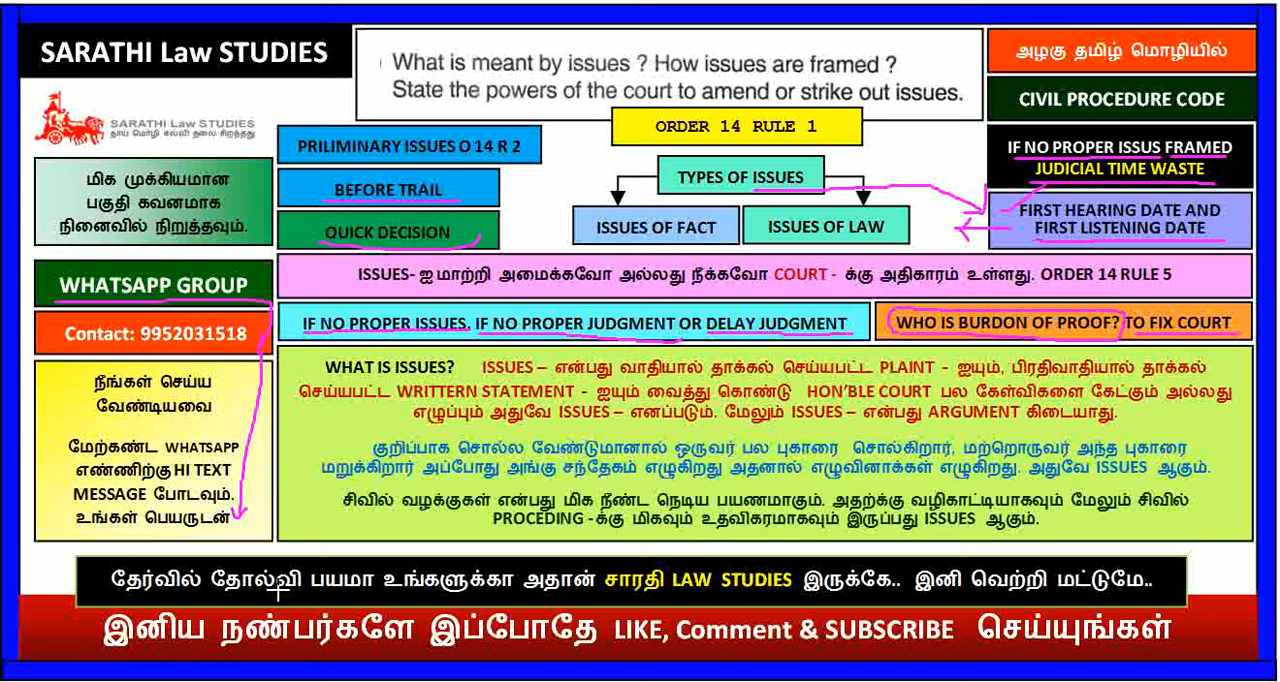 SARATHI Law STUDIES
What is meant by issues ? How issues are framed ?
State the powers of the court to amend or strike out issues.
அழகு தமிழ் மொழியில்
CIVIL PROCEDURE CODE
SARATHI Law STUDIES
தாய் மொழி கல்வி தலை சிறந்தது
ORDER 14 RULE 1
PRILIMINARY ISSUES O 14 R 2
BEFORE TRAIL
QUICK DECISION
TYPES OF ISSUES
ISSUES OF FACT
ISSUES OF LAW
IF NO PROPER ISSUS FRAMED
JUDICIAL TIME WASTE
FIRST HEARING DATE AND
FIRST LISTENING DATE
மிக முக்கியமான
பகுதி கவனமாக
நினைவில் நிறுத்தவும்.
WHATSAPP GROUP
Contact: 9952031518
ISSUES- ஐ மாற்றி அமைக்கவோ அல்லது நீக்கவோ COURT - க்கு அதிகாரம் உள்ளது. ORDER 14 RULE 5
IF NO PROPER ISSUES. IF NO PROPER JUDGMENT OR DELAY JUDGMENT
WHO IS BURDON OF PROOF? TO FIX COURT
நீங்கள் செய்ய
வேண்டியவை
மேற்கண்ட WHATSAPP
எண்ணிற்கு HI TEXT
MESSAGE போடவும்.
உங்கள் பெயருடன்
WHAT IS ISSUES? ISSUES – என்பது வாதியால் தாக்கல் செய்யபட்ட PLAINT - ஐயும், பிரதிவாதியால் தாக்கல்
செய்யபட்ட WRITTERN STATEMENT - ஐயும் வைத்து கொண்டு HON'BLE COURT பல கேள்விகளை கேட்கும் அல்லது
எழுப்பும் அதுவே ISSUES – எனப்படும். மேலும் ISSUES – என்பது ARGUMENT கிடையாது.
குறிப்பாக சொல்ல வேண்டுமானால் ஒருவர் பல புகாரை சொல்கிறார், மற்றொருவர் அந்த புகாரை
மறுக்கிறார் அப்போது அங்கு சந்தேகம் எழுகிறது அதனால் எழுவினாக்கள் எழுகிறது. அதுவே ISSUES ஆகும்.
சிவில் வழக்குகள் என்பது மிக நீண்ட நெடிய பயணமாகும். அதற்க்கு வழிகாட்டியாகவும் மேலும் சிவில்
PROCEDING -க்கு மிகவும் உதவிகரமாகவும் இருப்பது ISSUES ஆகும்.
தேர்வில் தோல்வி பயமா உங்களுக்கா அதான் சாரதி LAW STUDIES இருக்கே.. இனி வெற்றி மட்டுமே..
இனிய நண்பர்களே இப்போதே LIKE, Comment & SUBSCRIBE செய்யுங்கள்